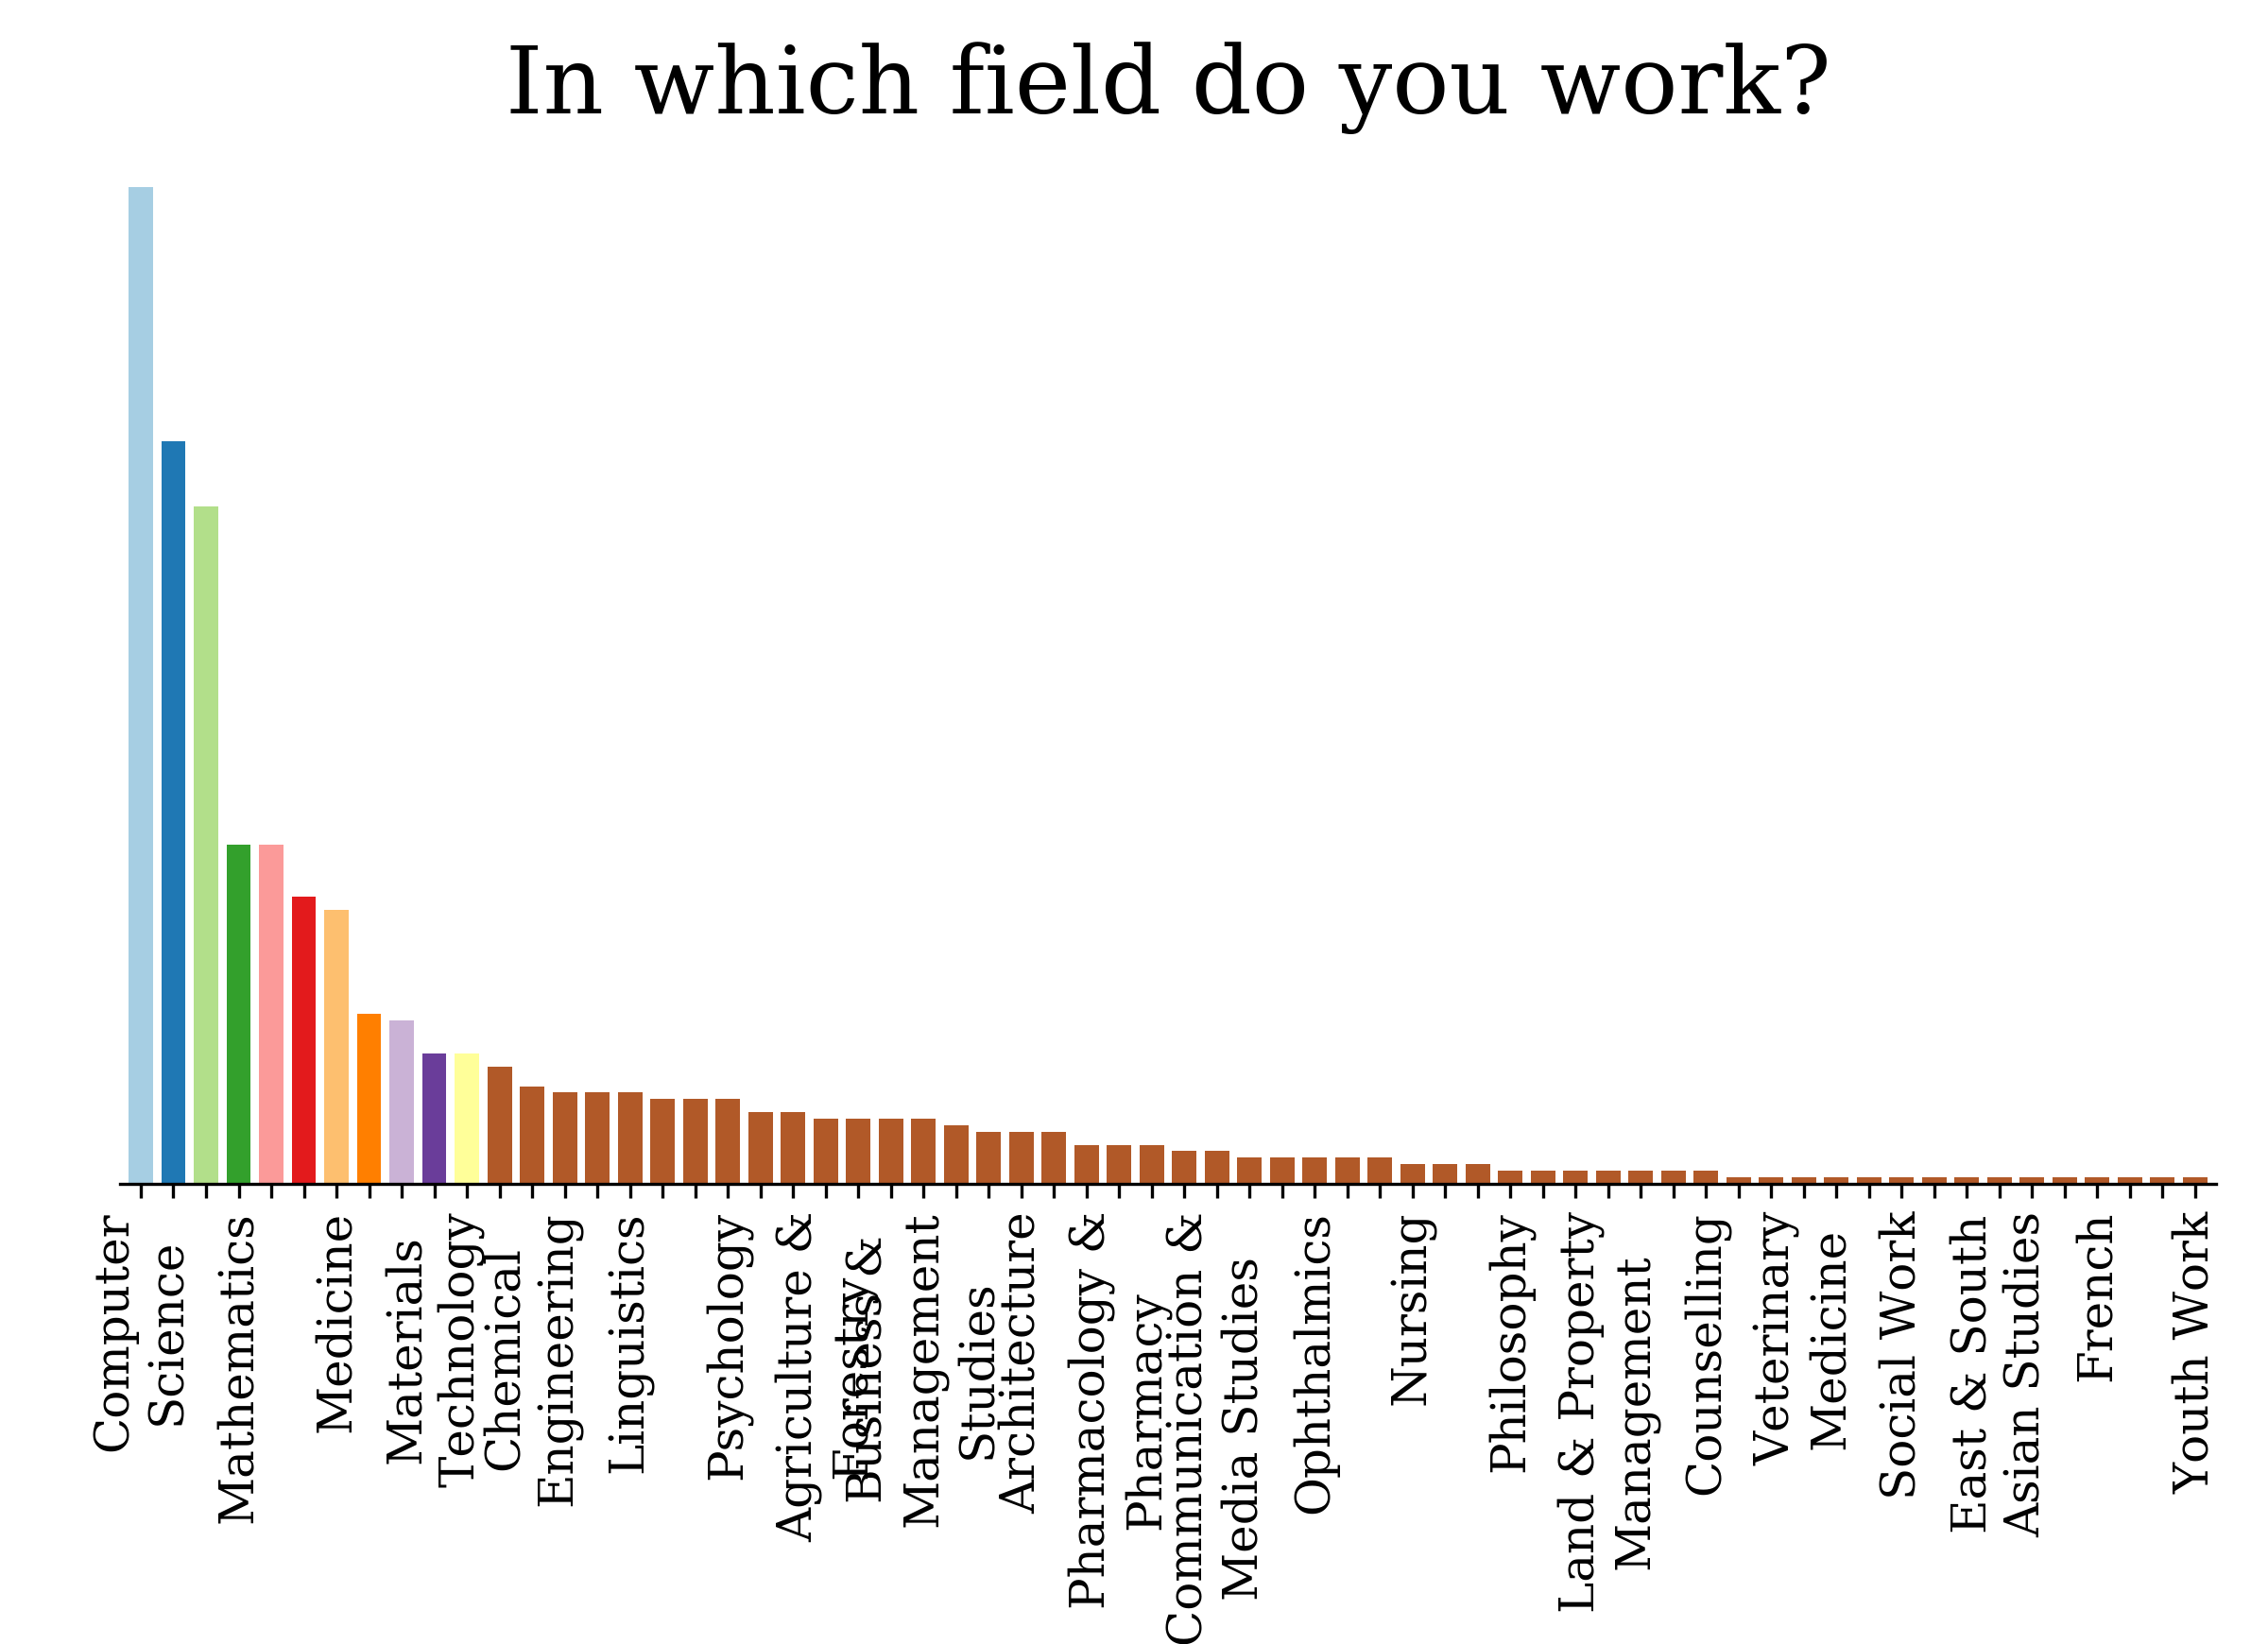 In which field do you work?
Computer
Science
Mathematics
Medicine
Materials
Technology
Chemical
Engineering
Linguistics
Psychology
Agriculture &
Forestry
Business &
Management
Studies
Architecture
Pharmacology &
Pharmacy
Communication &
Media Studies
Ophthalmics
Nursing
Philosophy
Land & Property
Management
Counselling
Veterinary
Medicine
Social Work
East & South
Asian Studies
French
Youth Work